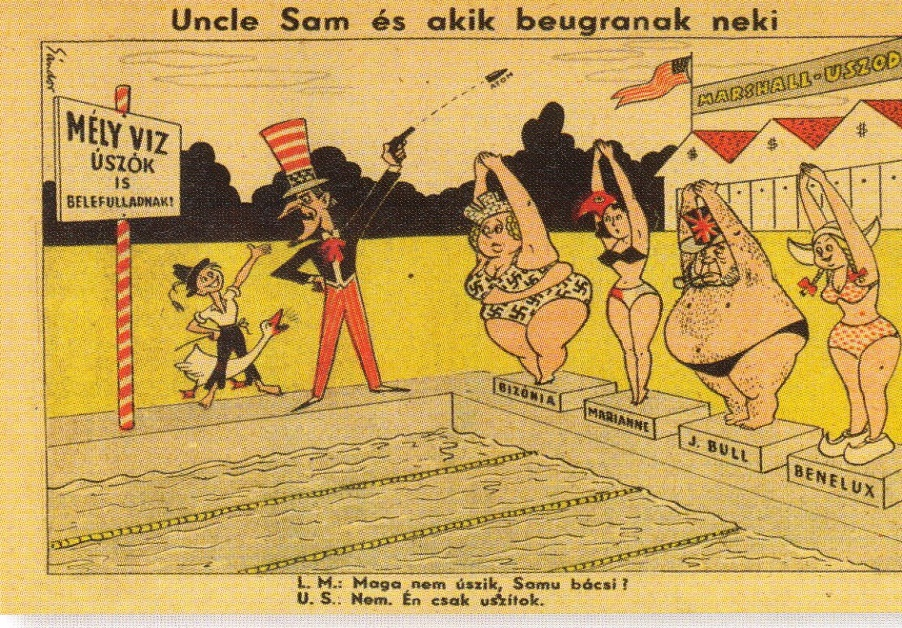 Uncle Sam és akik beugranak neki
Sándor
MÉLY VIZ
ÚSZÓK
IS
BELEFULLADNAK!
ATOM
MARSHALL-USZOD
$
$
$
BIZÓNIA
MARIANNE
J. BULL
BENELUX
L. M.: Maga nem úszik, Samu bácsi?
U. S.: Nem. Én csak uszítok.